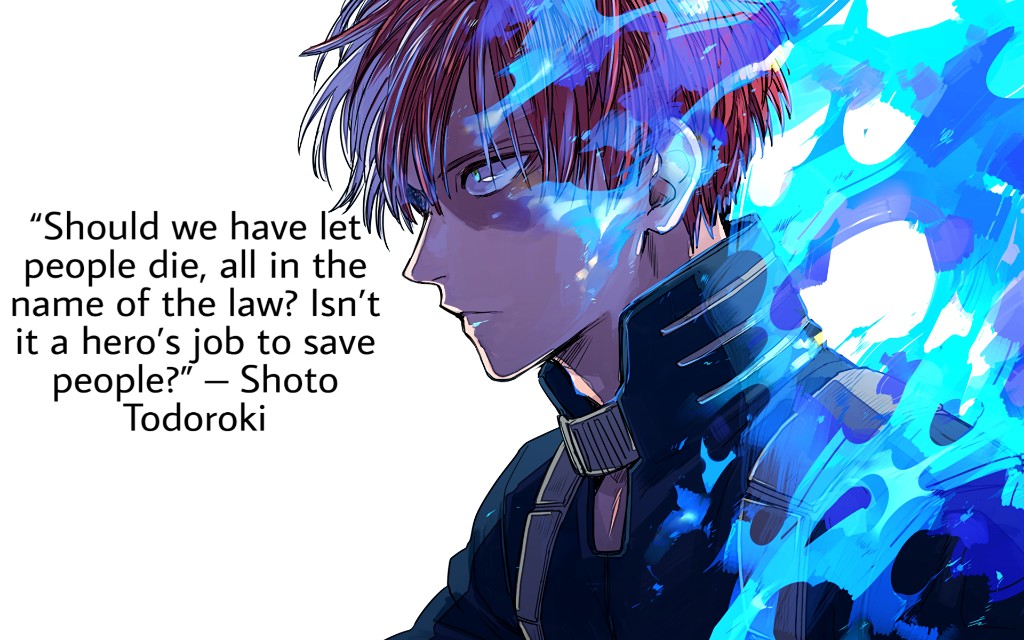 “Should we have let
people die, all in the
name of the law? Isn’t
it a hero’s job to save
people?” – Shoto
Todoroki